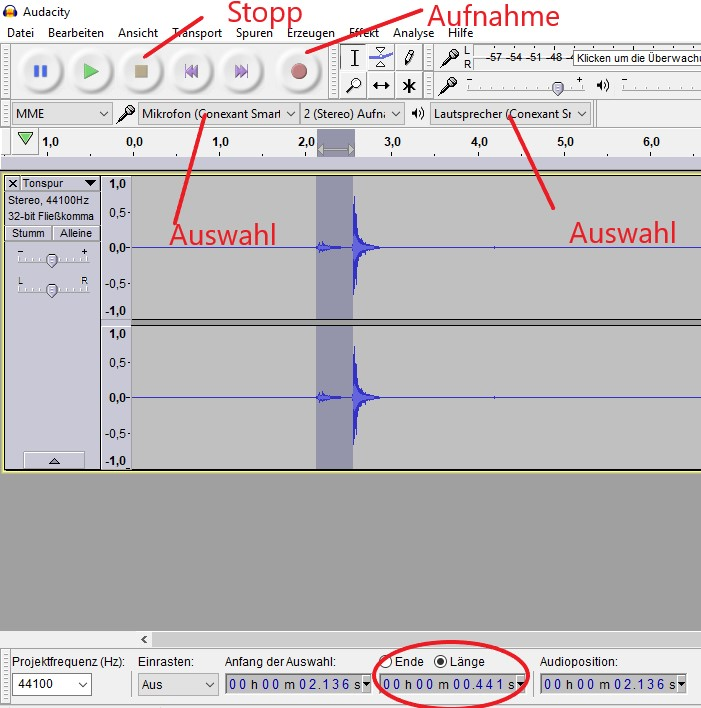 Audacity
Stopp
Aufnahme
Datei Bearbeiten Ansicht Transport Spuren Erzeugen Effekt Analyse Hilfe
L R -57 -54 -51 -48 Klicken um die Überwachu
MME Mikrofon (Conexant Smart 2 (Stereo) Aufna Lautsprecher (Conexant Sr
1,0 0,0 1,0 2,0 3,0 4,0 5,0 6,0
X Tonspur
Stereo, 44100Hz
32-bit Fließkomma
Stumm Alleine
- +
L R
1,0
0,5
0,0
-0,5
-1,0
1,0
0,5
0,0
-0,5
-1,0
Auswahl
Auswahl
Projektfrequenz (Hz): Einrasten: Anfang der Auswahl: Ende Länge Audioposition:
44100 Aus 00 h 00 m 02.136 s 00 h 00 m 00.441 s 00 h 00 m 02.136 s